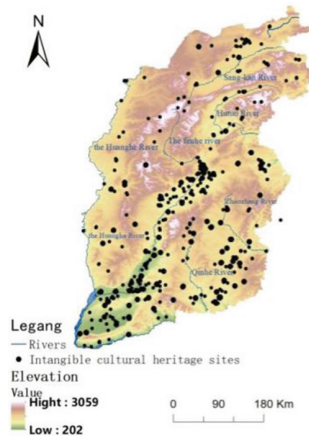 N
Sang-kan River
Hutuo River
The fenhe river
the Huanghe River
Zhuozhang River
the Huanghe River
Qinhe River
Legang
Rivers
Intangible cultural heritage sites
Elevation
Value
Hight : 3059
Low : 202
0 90 180 KM